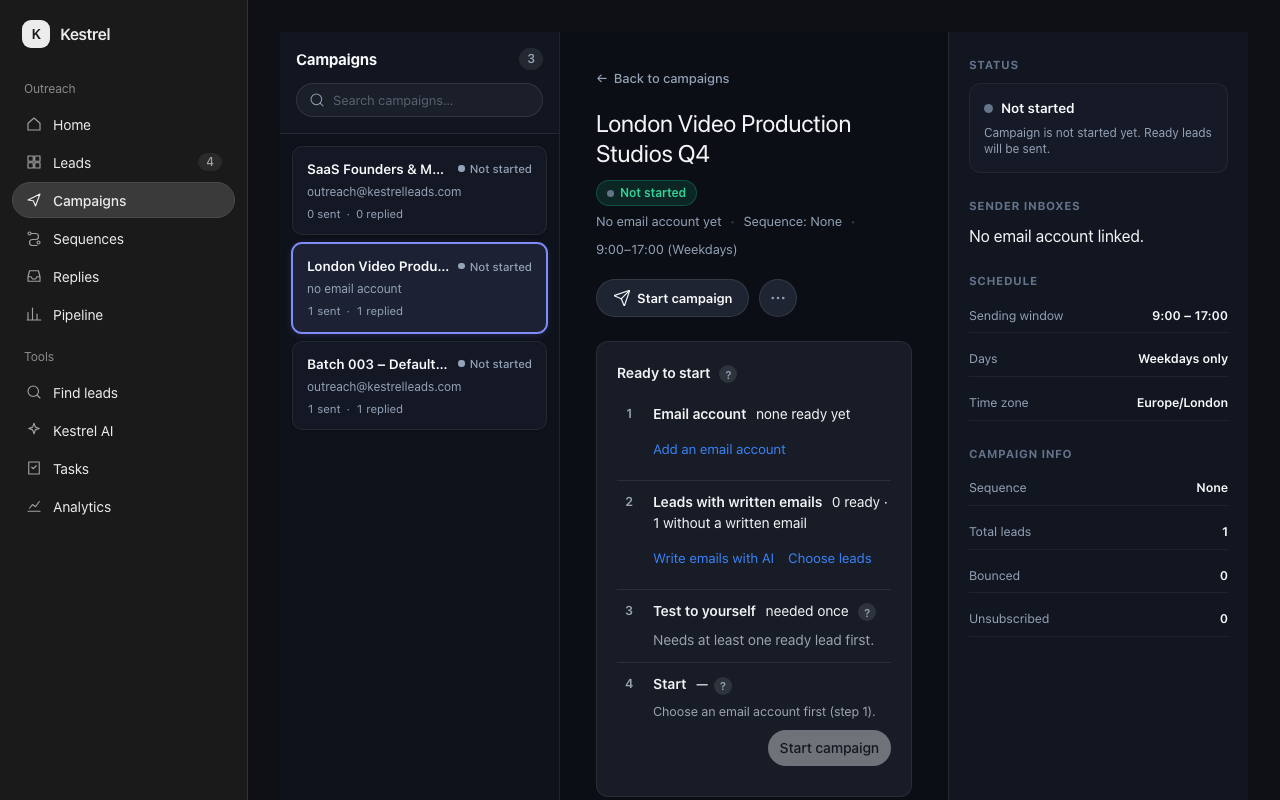 K Kestrel
Outreach
Home
Leads 4
Campaigns
Sequences
Replies
Pipeline
Tools
Find leads
Kestrel AI
Tasks
Analytics
Campaigns 3
Search campaigns...
SaaS Founders & M... Not started
outreach@kestrelleads.com
0 sent · 0 replied
London Video Produ... Not started
no email account
1 sent · 1 replied
Batch 003 – Default... Not started
outreach@kestrelleads.com
1 sent · 1 replied
← Back to campaigns
London Video Production
Studios Q4
Not started
No email account yet · Sequence: None ·
9:00–17:00 (Weekdays)
Start campaign ···
Ready to start ?
1 Email account none ready yet
Add an email account
2 Leads with written emails 0 ready ·
1 without a written email
Write emails with AI Choose leads
3 Test to yourself needed once ?
Needs at least one ready lead first.
4 Start — ?
Choose an email account first (step 1).
Start campaign
STATUS
Not started
Campaign is not started yet. Ready leads
will be sent.
SENDER INBOXES
No email account linked.
SCHEDULE
Sending window 9:00 – 17:00
Days Weekdays only
Time zone Europe/London
CAMPAIGN INFO
Sequence None
Total leads 1
Bounced 0
Unsubscribed 0